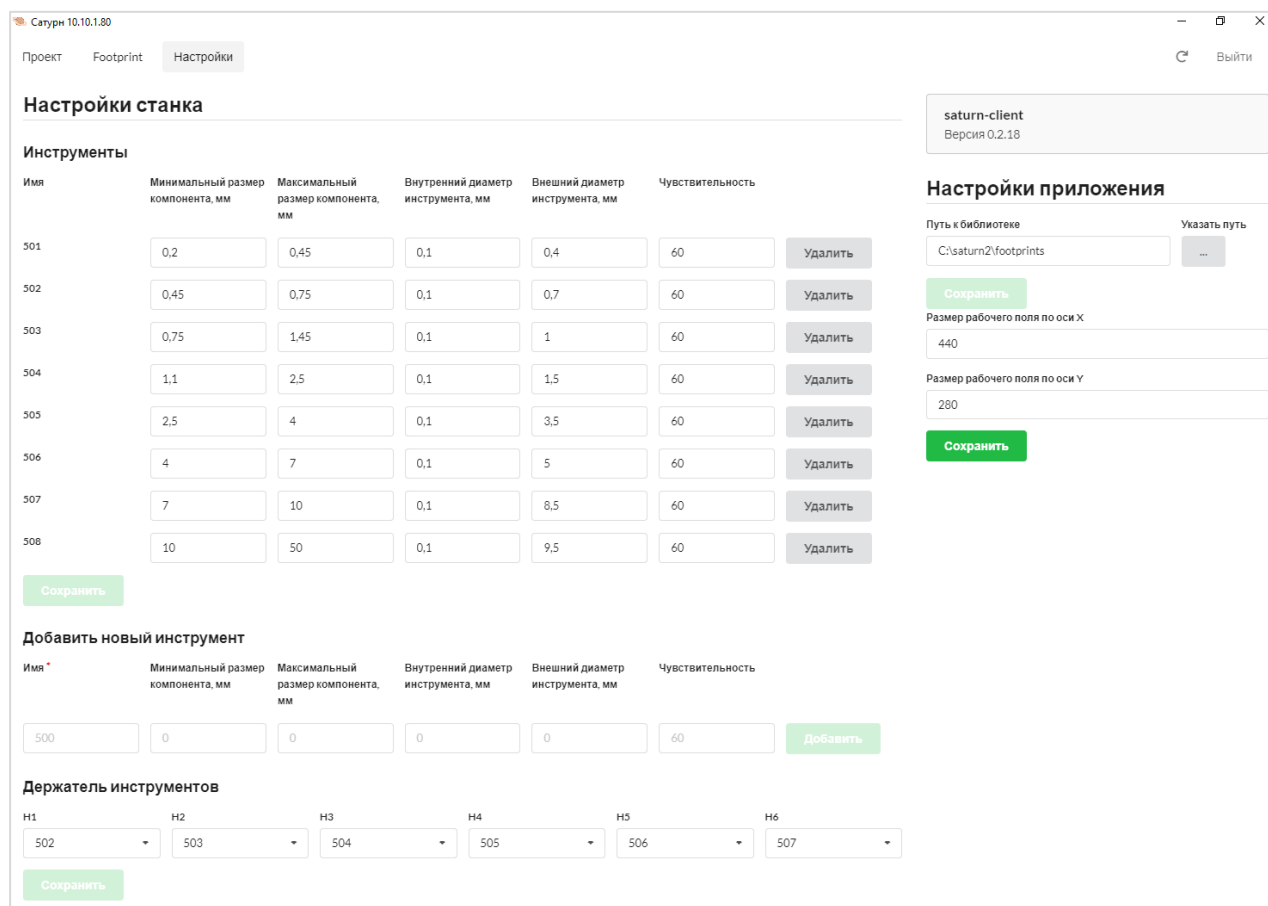 Сатурн 10.10.1.80
Проект Footprint Настройки Выйти
Настройки станка
Инструменты
Имя Минимальный размер Максимальный Внутренний диаметр Внешний диаметр Чувствительность
компонента, мм размер компонента, инструмента, мм инструмента, мм
мм
501 0,2 0,45 0,1 0,4 60 Удалить
502 0,45 0,75 0,1 0,7 60 Удалить
503 0,75 1,45 0,1 1 60 Удалить
504 1,1 2,5 0,1 1,5 60 Удалить
505 2,5 4 0,1 3,5 60 Удалить
506 4 7 0,1 5 60 Удалить
507 7 10 0,1 8,5 60 Удалить
508 10 50 0,1 9,5 60 Удалить
Сохранить
Добавить новый инструмент
Имя * Минимальный размер Максимальный Внутренний диаметр Внешний диаметр Чувствительность
компонента, мм размер компонента, инструмента, мм инструмента, мм
мм
500 0 0 0 0 60 Добавить
Держатель инструментов
H1 H2 H3 H4 H5 H6
502 503 504 505 506 507
Сохранить
saturn-client
Версия 0.2.18
Настройки приложения
Путь к библиотеке Указать путь
C:\saturn2\footprints ...
Сохранить
Размер рабочего поля по оси X
440
Размер рабочего поля по оси Y
280
Сохранить